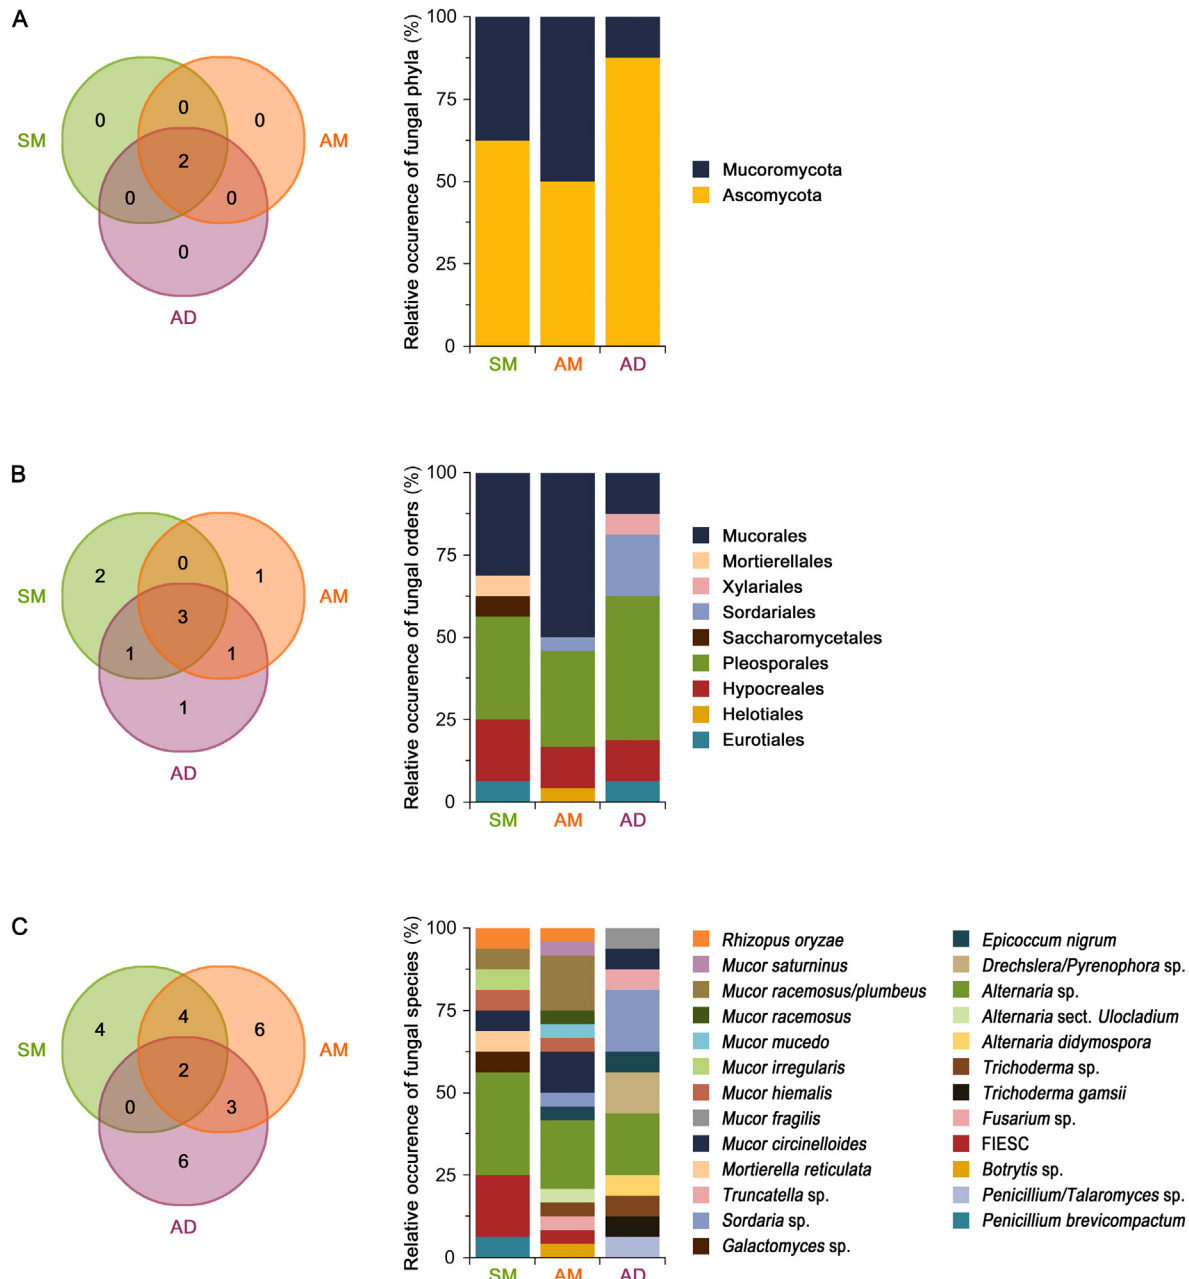 A
SM
AM
AD
0
0
0
2
0
0
0
Relative occurence of fungal phyla (%)
100
75
50
25
0
SM
AM
AD
Mucoromycota
Ascomycota
B
SM
AM
AD
2
0
1
3
1
1
1
Relative occurence of fungal orders (%)
100
75
50
25
0
SM
AM
AD
Mucorales
Mortierellales
Xylariales
Sordariales
Saccharomycetales
Pleosporales
Hypocreales
Helotiales
Eurotiales
C
SM
AM
AD
4
4
6
2
0
3
6
Relative occurence of fungal species (%)
100
75
50
25
0
SM
AM
AD
Rhizopus oryzae
Mucor saturninus
Mucor racemosus/plumbeus
Mucor racemosus
Mucor mucedo
Mucor irregularis
Mucor hiemalis
Mucor fragilis
Mucor circinelloides
Mortierella reticulata
Truncatella sp.
Sordaria sp.
Galactomyces sp.
Epicoccum nigrum
Drechslera/Pyrenophora sp.
Alternaria sp.
Alternaria sect. Ulocladium
Alternaria didymospora
Trichoderma sp.
Trichoderma gamsii
Fusarium sp.
FIESC
Botrytis sp.
Penicillium/Talaromyces sp.
Penicillium brevicompactum